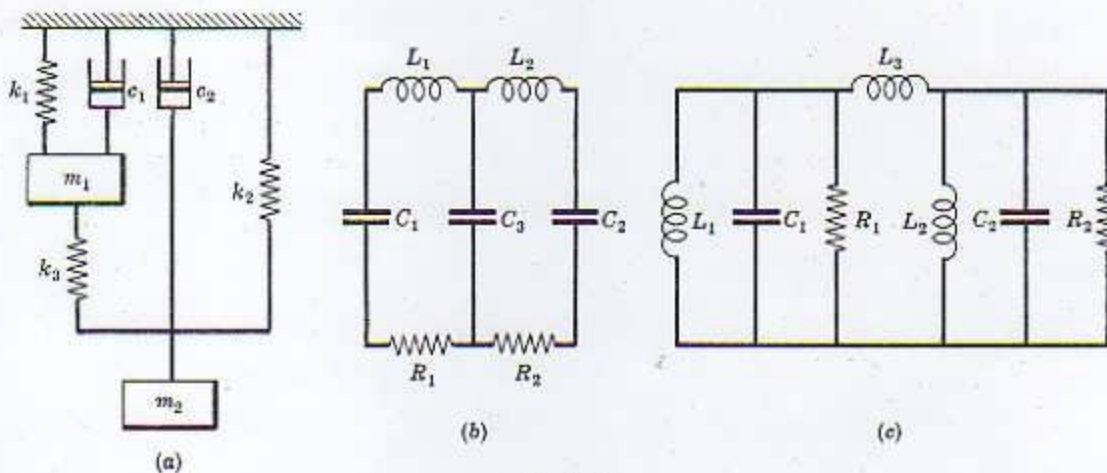 k₁
c₁
c₂
m₁
k₂
k₃
m₂
(a)
L₁ L₂
C₁ C₃ C₂
R₁ R₂
(b)
L₃
L₁ C₁ R₁ L₂ C₂ R₂
(c)